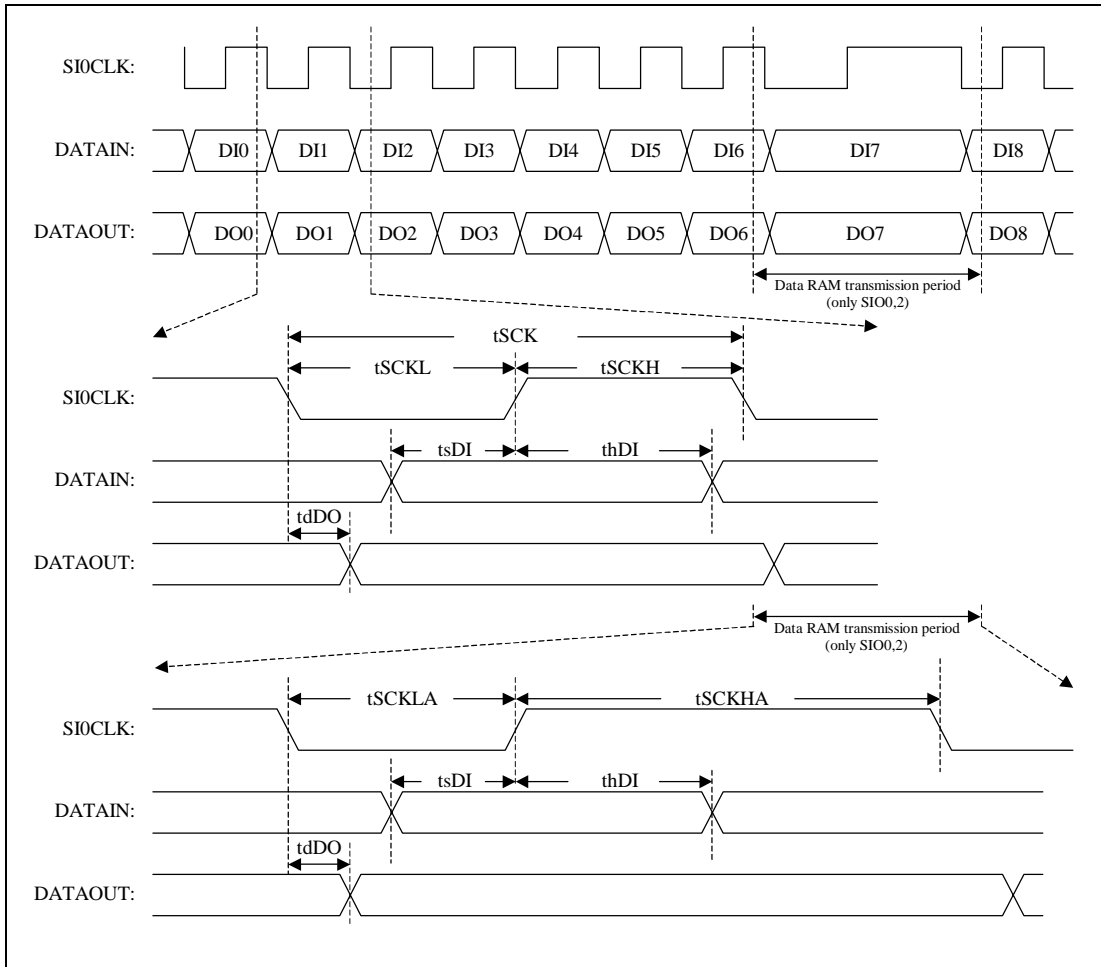 SI0CLK:
DATAIN: DI0 DI1 DI2 DI3 DI4 DI5 DI6 DI7 DI8
DATAOUT: DO0 DO1 DO2 DO3 DO4 DO5 DO6 DO7 DO8
Data RAM transmission period
(only SIO0,2)
tSCK
tSCKL tSCKH
SI0CLK:
tsDI thDI
DATAIN:
tdDO
DATAOUT:
Data RAM transmission period
(only SIO0,2)
tSCKLA tSCKHA
SI0CLK:
tsDI thDI
DATAIN:
tdDO
DATAOUT: